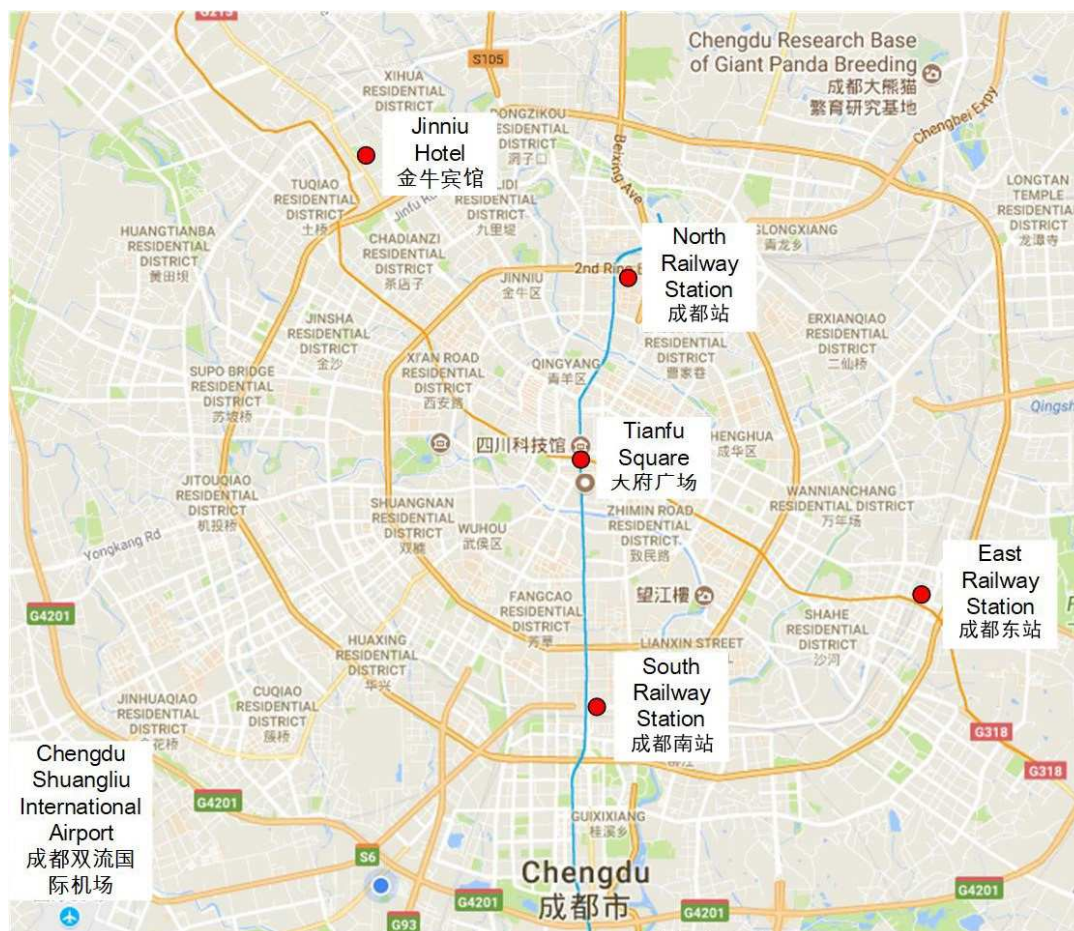 S105
Chengdu Research Base
of Giant Panda Breeding
成都大熊猫
繁育研究基地
Chengbei Expy
XIHUA
RESIDENTIAL
DISTRICT
Jinniu
Hotel
金牛宾馆
RESIDENTIAL
DISTRICT
洞子口
Beixing Ave
TUQIAO
RESIDENTIAL
DISTRICT
土桥
九里堤
LONGTAN
TEMPLE
RESIDENTIAL
DISTRICT
龙潭寺
HUANGTIANBA
RESIDENTIAL
DISTRICT
黄田坝
CHADIANZI
RESIDENTIAL
DISTRICT
茶店子
North
Railway
Station
成都站
青龙乡
2nd Ring
JINNIU
金牛区
JINSHA
RESIDENTIAL
DISTRICT
金沙
ERXIANQIAO
RESIDENTIAL
DISTRICT
二仙桥
DISTRICT
曹家巷
XI'AN ROAD
RESIDENTIAL
DISTRICT
西安路
QINGYANG
青羊区
SUPO BRIDGE
RESIDENTIAL
DISTRICT
苏坡桥
四川科技馆
Tianfu
Square
天府广场
成华区
JITOUQIAO
RESIDENTIAL
DISTRICT
机投桥
SHUANGNAN
RESIDENTIAL
DISTRICT
双楠
WUHOU
武侯区
ZHIMIN ROAD
RESIDENTIAL
DISTRICT
致民路
WANNIANCHANG
RESIDENTIAL DISTRICT
万年场
Yongkang Rd
East
Railway
Station
成都东站
G4201
FANGCAO
RESIDENTIAL
DISTRICT
芳草
望江樓
SHAHE
RESIDENTIAL
DISTRICT
沙河
HUAXING
RESIDENTIAL
DISTRICT
华兴
LIANXIN STREET
South
Railway
Station
成都南站
JINHUAQIAO
RESIDENTIAL
DISTRICT
CUQIAO
RESIDENTIAL
DISTRICT
簇桥
G318
G318
Chengdu
Shuangliu
International
Airport
成都双流国
际机场
G4201
GUIXIXIANG
桂溪乡
S6
Chengdu
成都市
G4201
G93
G4201
G4201